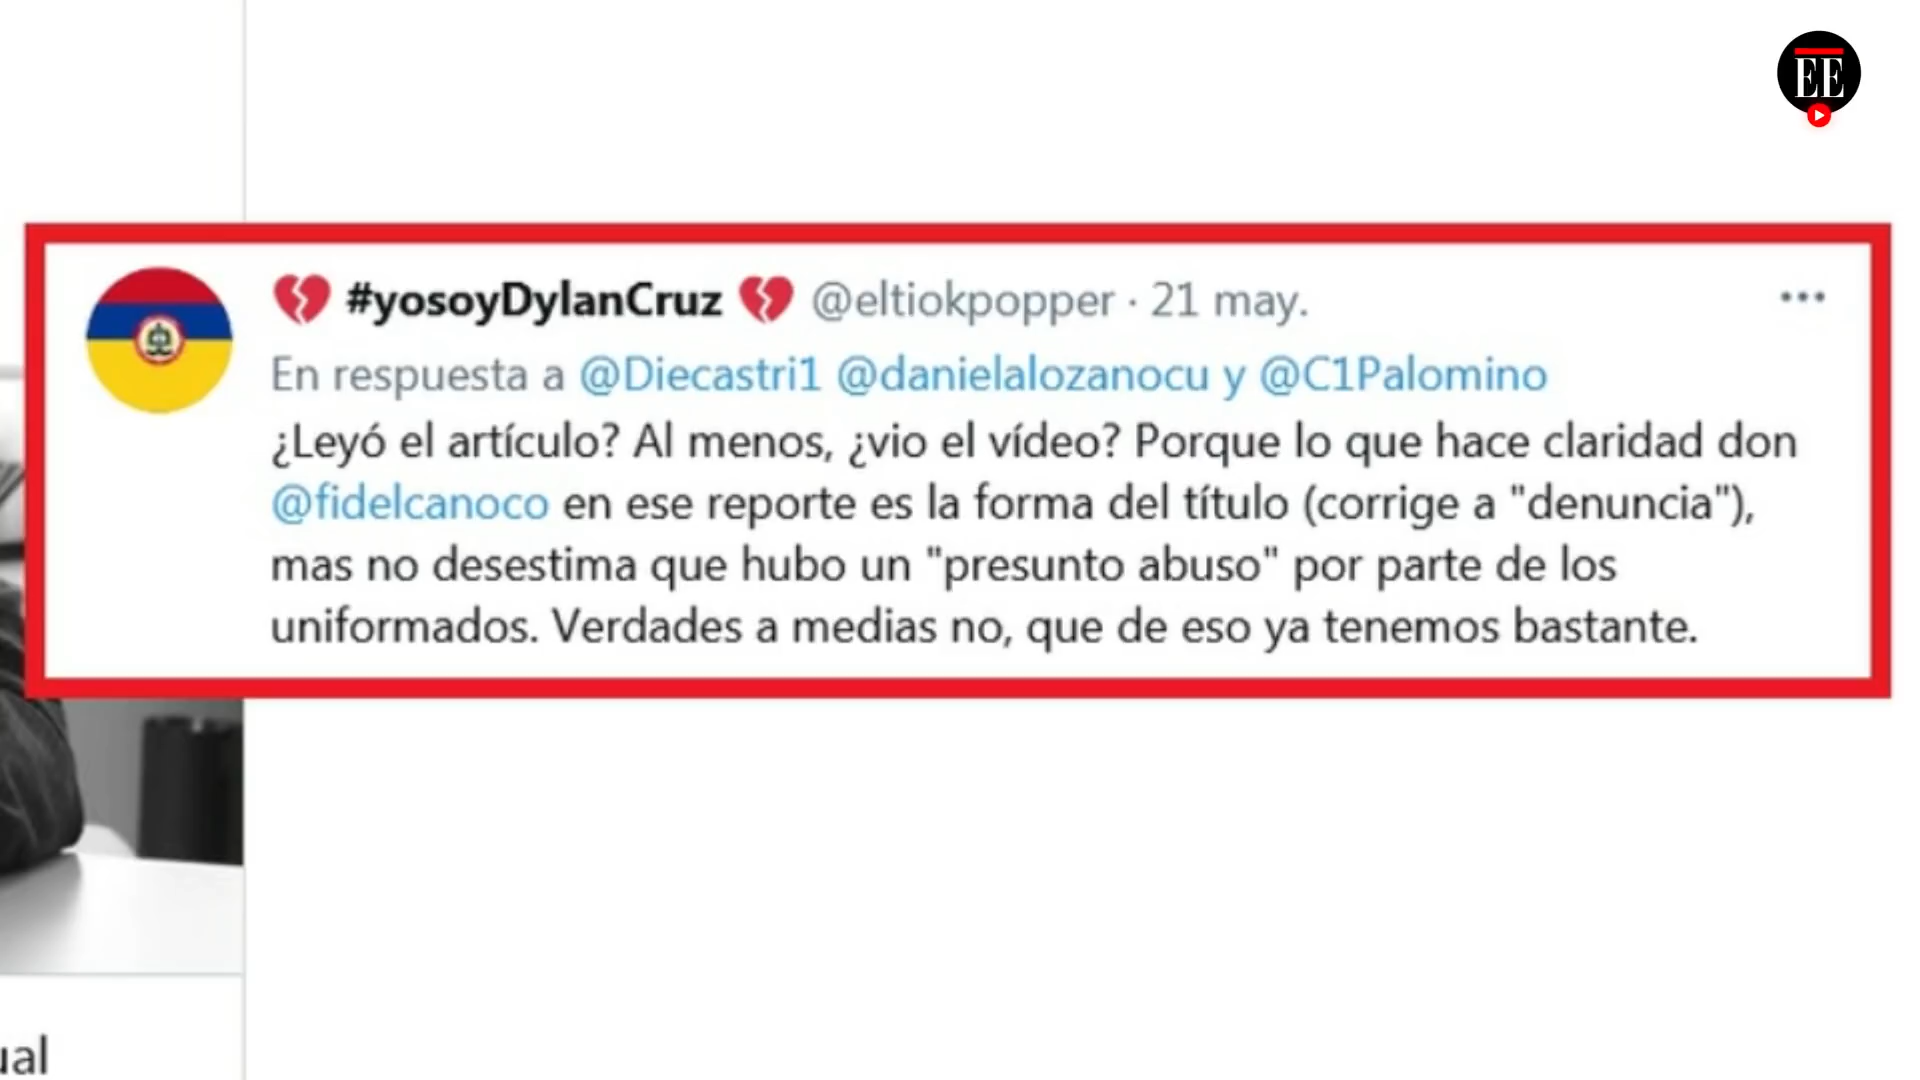 EE
💔 #yosoyDylanCruz 💔 @eltiokpopper · 21 may.
En respuesta a @Diecastri1 @danielalozanocu y @C1Palomino
¿Leyó el artículo? Al menos, ¿vio el vídeo? Porque lo que hace claridad don
@fidelcanoco en ese reporte es la forma del título (corrige a "denuncia"),
mas no desestima que hubo un "presunto abuso" por parte de los
uniformados. Verdades a medias no, que de eso ya tenemos bastante.
ual